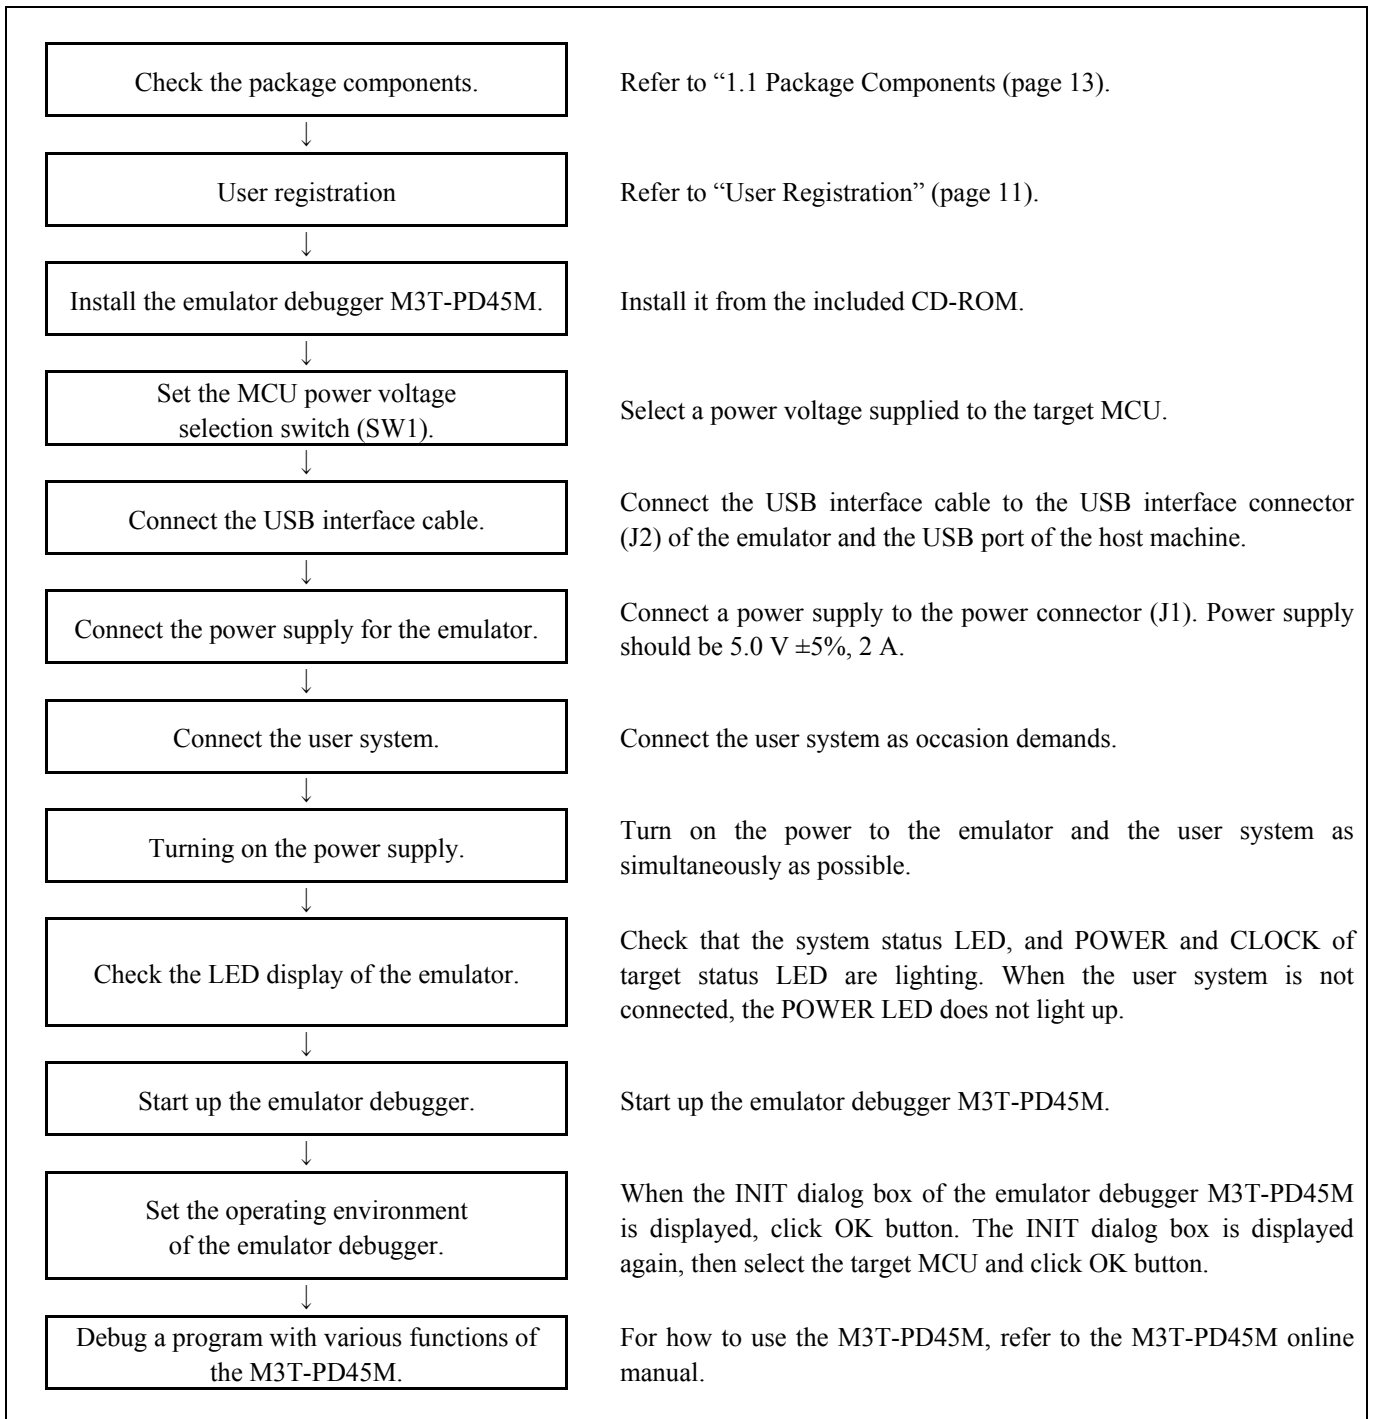 Check the package components.
Refer to “1.1 Package Components (page 13).
↓
User registration
Refer to “User Registration” (page 11).
↓
Install the emulator debugger M3T-PD45M.
Install it from the included CD-ROM.
↓
Set the MCU power voltage
selection switch (SW1).
Select a power voltage supplied to the target MCU.
↓
Connect the USB interface cable.
Connect the USB interface cable to the USB interface connector
(J2) of the emulator and the USB port of the host machine.
↓
Connect the power supply for the emulator.
Connect a power supply to the power connector (J1). Power supply
should be 5.0 V ±5%, 2 A.
↓
Connect the user system.
Connect the user system as occasion demands.
↓
Turning on the power supply.
Turn on the power to the emulator and the user system as
simultaneously as possible.
↓
Check the LED display of the emulator.
Check that the system status LED, and POWER and CLOCK of
target status LED are lighting. When the user system is not
connected, the POWER LED does not light up.
↓
Start up the emulator debugger.
Start up the emulator debugger M3T-PD45M.
↓
Set the operating environment
of the emulator debugger.
When the INIT dialog box of the emulator debugger M3T-PD45M
is displayed, click OK button. The INIT dialog box is displayed
again, then select the target MCU and click OK button.
↓
Debug a program with various functions of
the M3T-PD45M.
For how to use the M3T-PD45M, refer to the M3T-PD45M online
manual.